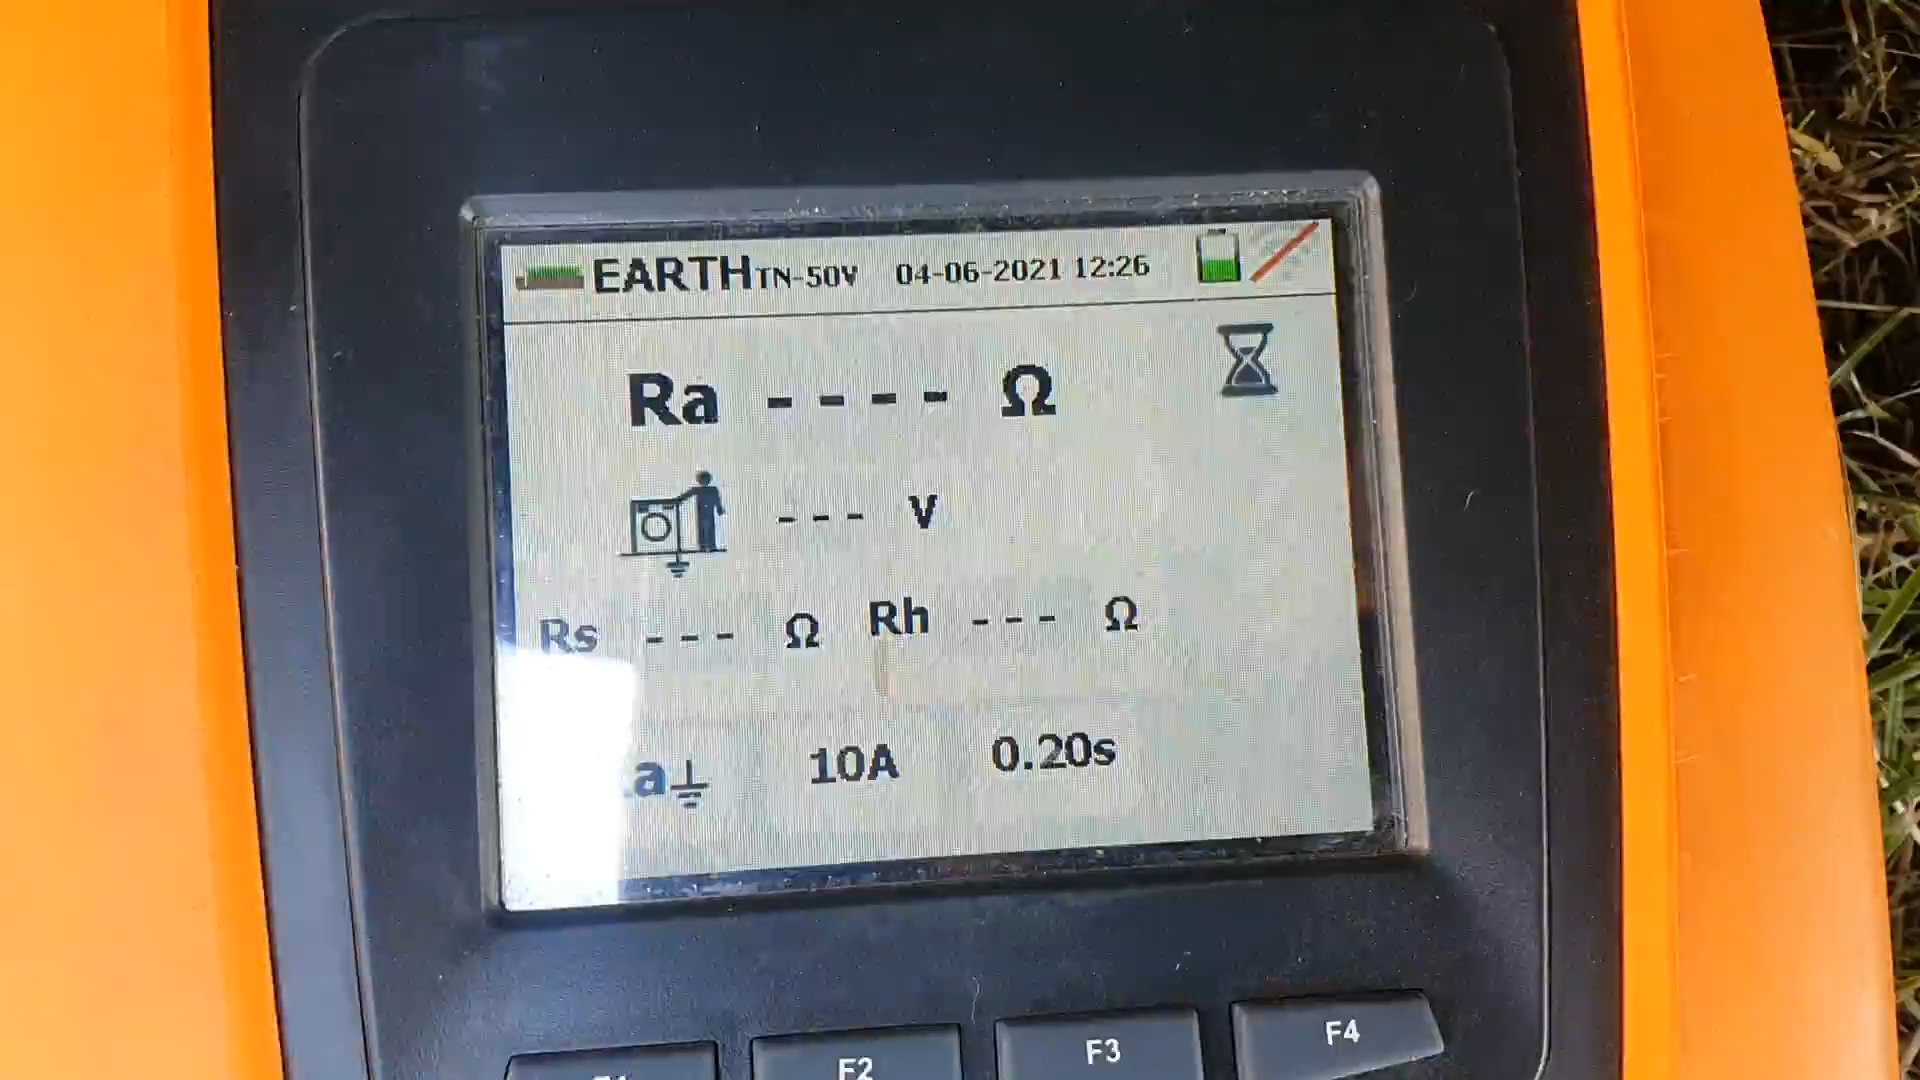 EARTH TN-50V 04-06-2021 12:26
Ra ---- Ω
--- V
Rs --- Ω Rh --- Ω
a 10A 0.20s
F2 F3 F4